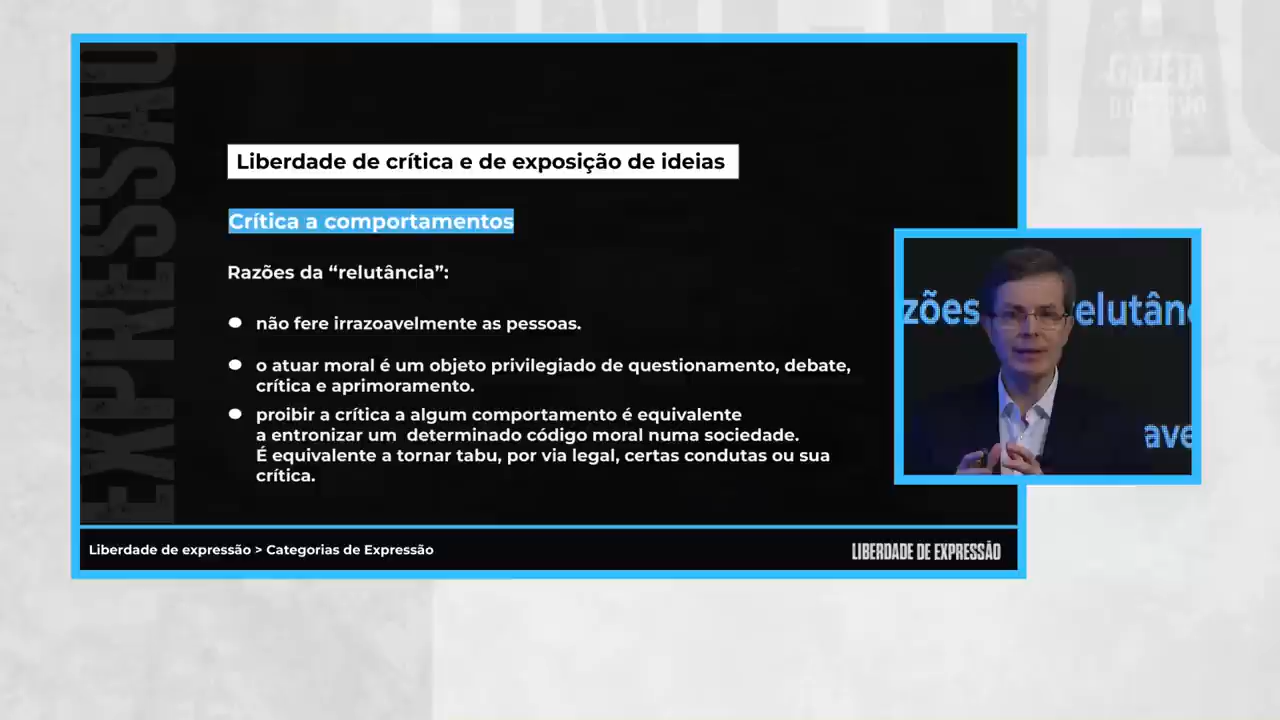 GAZETA
DO POVO
EXPRESSÃO
Liberdade de crítica e de exposição de ideias
Crítica a comportamentos
Razões da “relutância”:
não fere irrazoavelmente as pessoas.
o atuar moral é um objeto privilegiado de questionamento, debate,
crítica e aprimoramento.
proibir a crítica a algum comportamento é equivalente
a entronizar um determinado código moral numa sociedade.
É equivalente a tornar tabu, por via legal, certas condutas ou sua
crítica.
zões
relutân
ave
Liberdade de expressão > Categorias de Expressão
LIBERDADE DE EXPRESSÃO